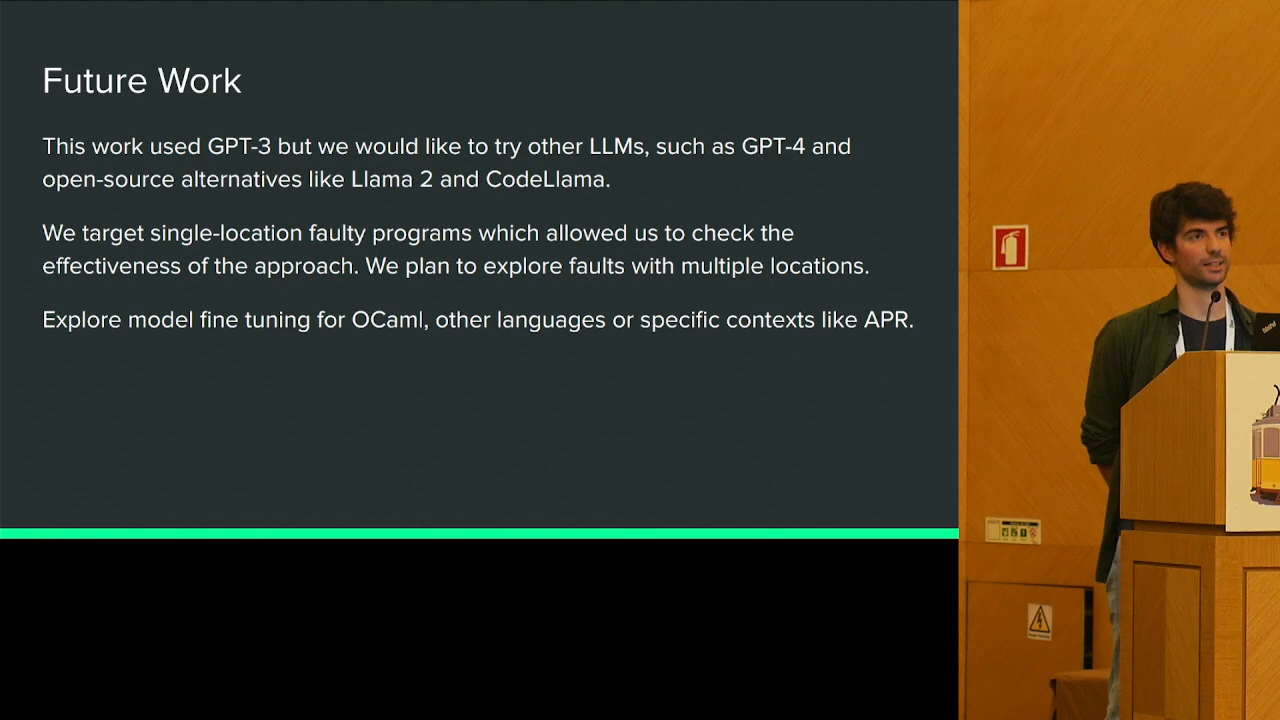 Future Work
This work used GPT-3 but we would like to try other LLMs, such as GPT-4 and
open-source alternatives like Llama 2 and CodeLlama.
We target single-location faulty programs which allowed us to check the
effectiveness of the approach. We plan to explore faults with multiple locations.
Explore model fine tuning for OCaml, other languages or specific contexts like APR.